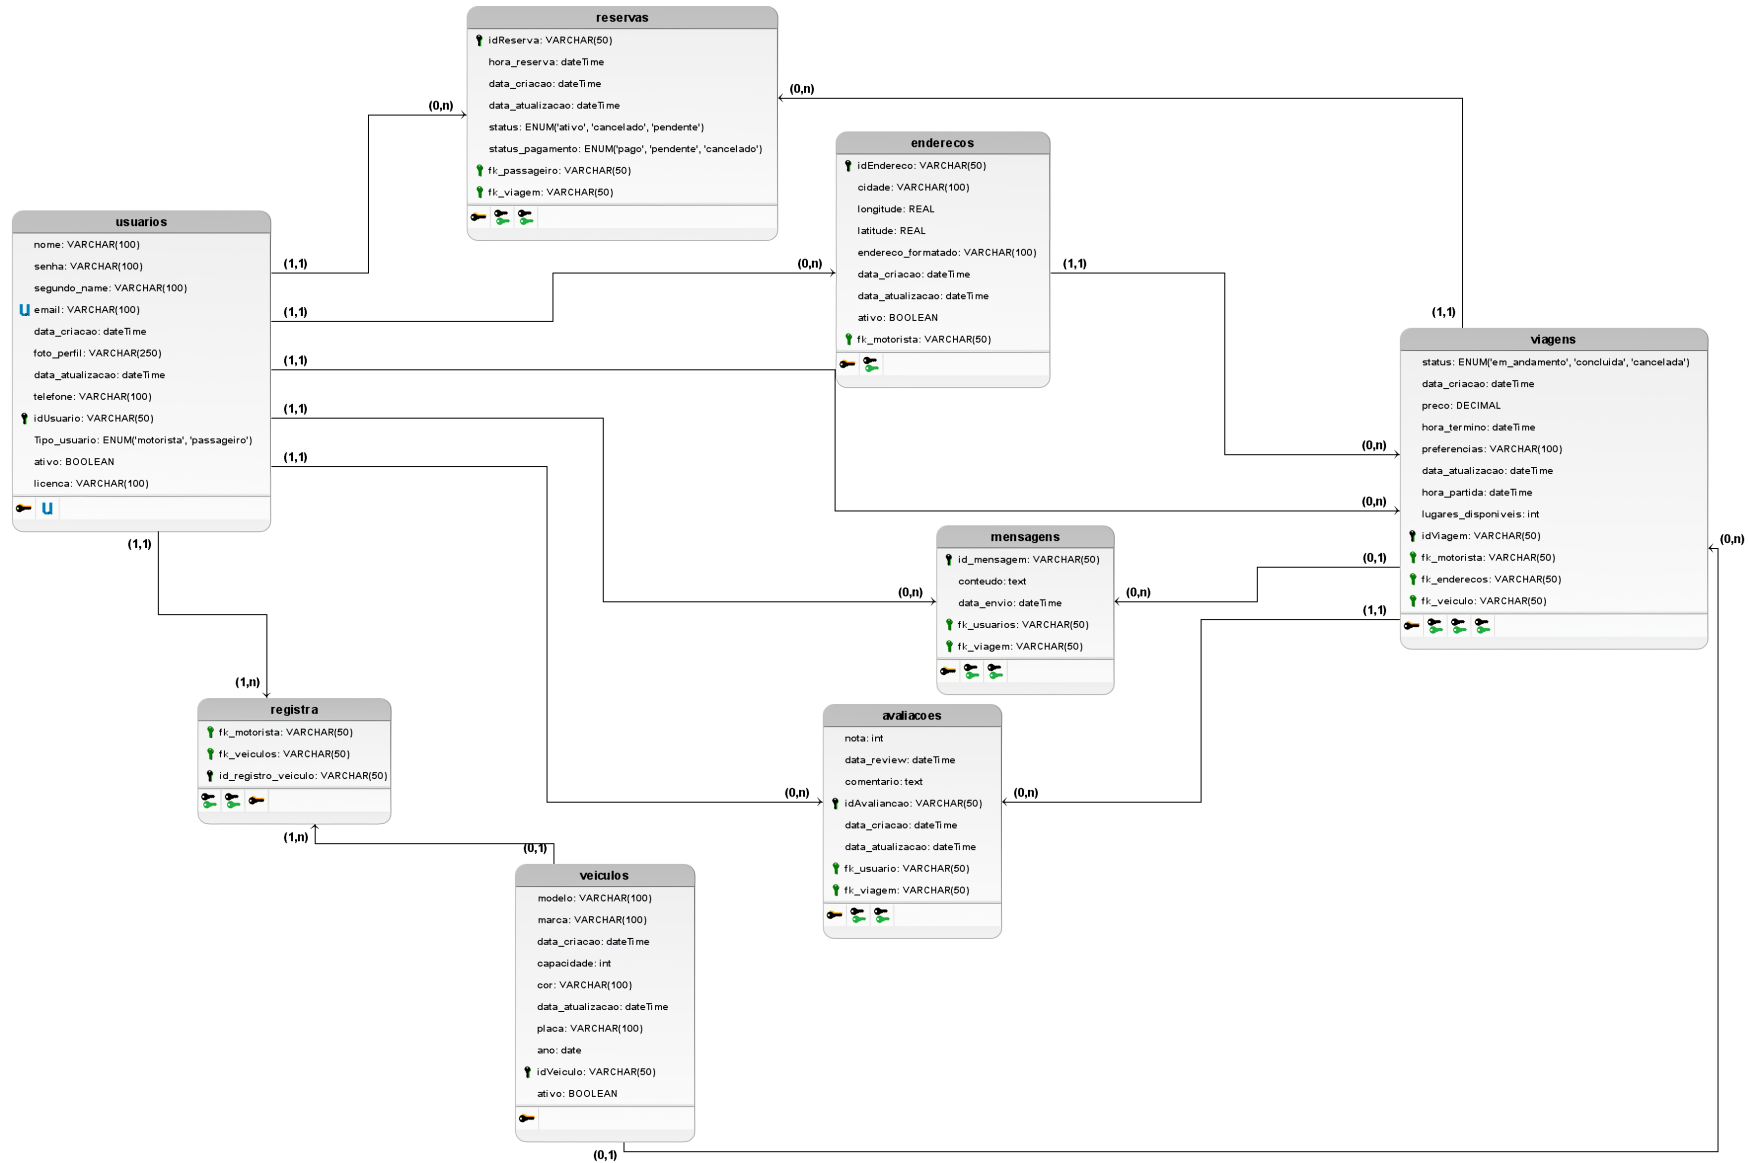 reservas
idReserva: VARCHAR(50)
hora_reserva: dateTime
data_criacao: dateTime
data_atualizacao: dateTime
status: ENUM('ativo', 'cancelado', 'pendente')
status_pagamento: ENUM('pago', 'pendente', 'cancelado')
fk_passageiro: VARCHAR(50)
fk_viagem: VARCHAR(50)
(0,n)
(0,n)
enderecos
idEndereco: VARCHAR(50)
cidade: VARCHAR(100)
longitude: REAL
latitude: REAL
endereco_formatado: VARCHAR(100)
data_criacao: dateTime
data_atualizacao: dateTime
ativo: BOOLEAN
fk_motorista: VARCHAR(50)
(0,n)
(1,1)
usuarios
nome: VARCHAR(100)
senha: VARCHAR(100)
segundo_name: VARCHAR(100)
u email: VARCHAR(100)
data_criacao: dateTime
foto_perfil: VARCHAR(250)
data_atualizacao: dateTime
telefone: VARCHAR(100)
idUsuario: VARCHAR(50)
Tipo_usuario: ENUM('motorista', 'passageiro')
ativo: BOOLEAN
licenca: VARCHAR(100)
u
(1,1)
(1,1)
(1,1)
(1,1)
(1,1)
(1,1)
(1,1)
viagens
status: ENUM('em_andamento', 'concluida', 'cancelada')
data_criacao: dateTime
preco: DECIMAL
hora_termino: dateTime
preferencias: VARCHAR(100)
data_atualizacao: dateTime
hora_partida: dateTime
lugares_disponiveis: int
idViagem: VARCHAR(50)
fk_motorista: VARCHAR(50)
fk_enderecos: VARCHAR(50)
fk_veiculo: VARCHAR(50)
(0,n)
(0,n)
(0,1)
(1,1)
(0,n)
mensagens
id_mensagem: VARCHAR(50)
conteudo: text
data_envio: dateTime
fk_usuarios: VARCHAR(50)
fk_viagem: VARCHAR(50)
(0,n)
(0,n)
(1,n)
registra
fk_motorista: VARCHAR(50)
fk_veiculos: VARCHAR(50)
id_registro_veiculo: VARCHAR(50)
(1,n)
avaliacoes
nota: int
data_review: dateTime
comentario: text
idAvaliancao: VARCHAR(50)
data_criacao: dateTime
data_atualizacao: dateTime
fk_usuario: VARCHAR(50)
fk_viagem: VARCHAR(50)
(0,n)
(0,n)
(0,1)
veiculos
modelo: VARCHAR(100)
marca: VARCHAR(100)
data_criacao: dateTime
capacidade: int
cor: VARCHAR(100)
data_atualizacao: dateTime
placa: VARCHAR(100)
ano: date
idVeiculo: VARCHAR(50)
ativo: BOOLEAN
(0,1)